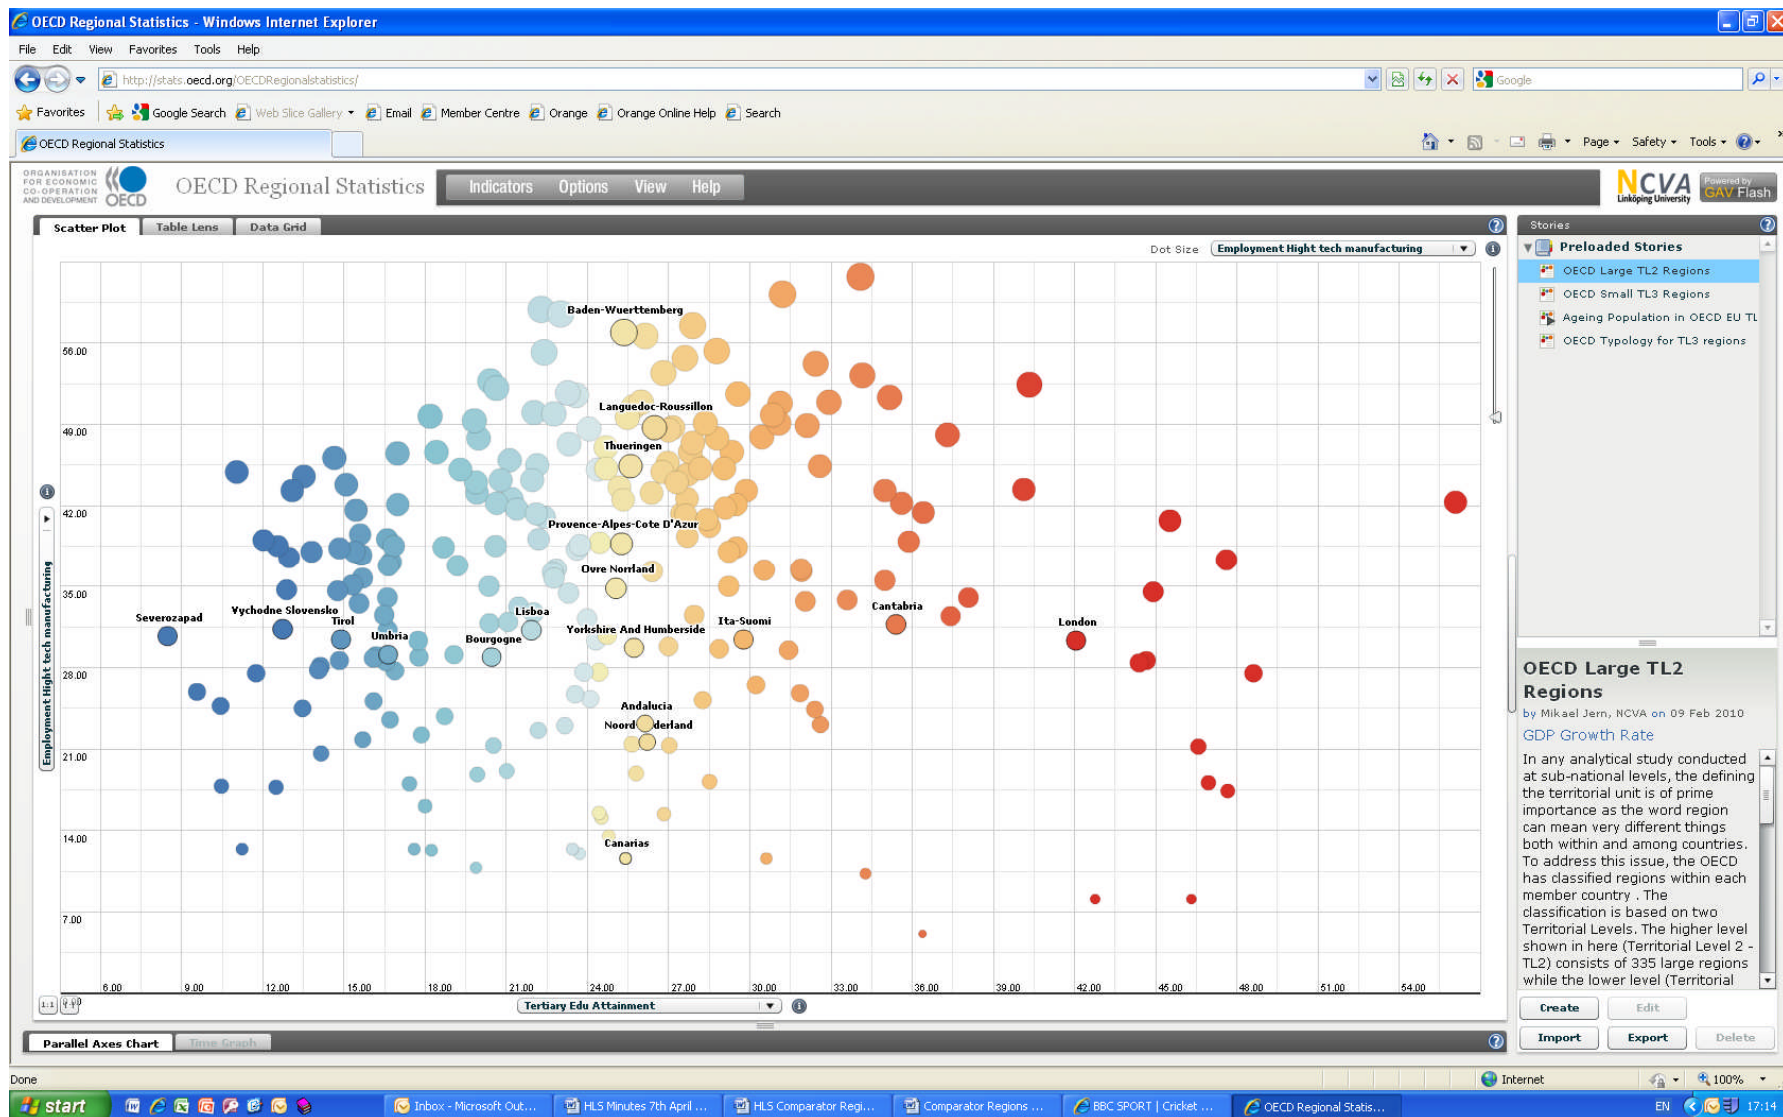 OECD Regional Statistics - Windows Internet Explorer
File Edit View Favorites Tools Help
http://stats.oecd.org/OECDRegionalstatistics/
Google
Favorites Google Search Web Slice Gallery Email Member Centre Orange Orange Online Help Search
OECD Regional Statistics
Page Safety Tools
ORGANISATION
FOR ECONOMIC
CO-OPERATION
AND DEVELOPMENT
OECD
OECD Regional Statistics
Indicators Options View Help
NCVA
Linköping University
Powered by
GAV Flash
Scatter Plot Table Lens Data Grid
Dot Size Employment Hight tech manufacturing
Baden-Wuerttemberg
56.00
Languedoc-Roussillon
49.00
Thueringen
42.00
Provence-Alpes-Cote D'Azur
Ovre Norrland
35.00
Severozapad
Vychodne Slovensko
Tirol
Umbria
Bourgogne
Lisboa
Yorkshire And Humberside
Ita-Suomi
Cantabria
London
28.00
Andalucia
Noord derland
21.00
14.00
Canarias
7.00
Employment Hight tech manufacturing
6.00 9.00 12.00 15.00 18.00 21.00 24.00 27.00 30.00 33.00 36.00 39.00 42.00 45.00 48.00 51.00 54.00
1:1
Tertiary Edu Attainment
Parallel Axes Chart Time Graph
Stories
Preloaded Stories
OECD Large TL2 Regions
OECD Small TL3 Regions
Ageing Population in OECD EU TL
OECD Typology for TL3 regions
OECD Large TL2
Regions
by Mikael Jern, NCVA on 09 Feb 2010
GDP Growth Rate
In any analytical study conducted
at sub-national levels, the defining
the territorial unit is of prime
importance as the word region
can mean very different things
both within and among countries.
To address this issue, the OECD
has classified regions within each
member country . The
classification is based on two
Territorial Levels. The higher level
shown in here (Territorial Level 2 -
TL2) consists of 335 large regions
while the lower level (Territorial
Create Edit
Import Export Delete
Done
Internet
100%
start
Inbox - Microsoft Out...
HLS Minutes 7th April ...
HLS Comparator Regi...
Comparator Regions ...
BBC SPORT | Cricket ...
OECD Regional Statis...
EN
17:14